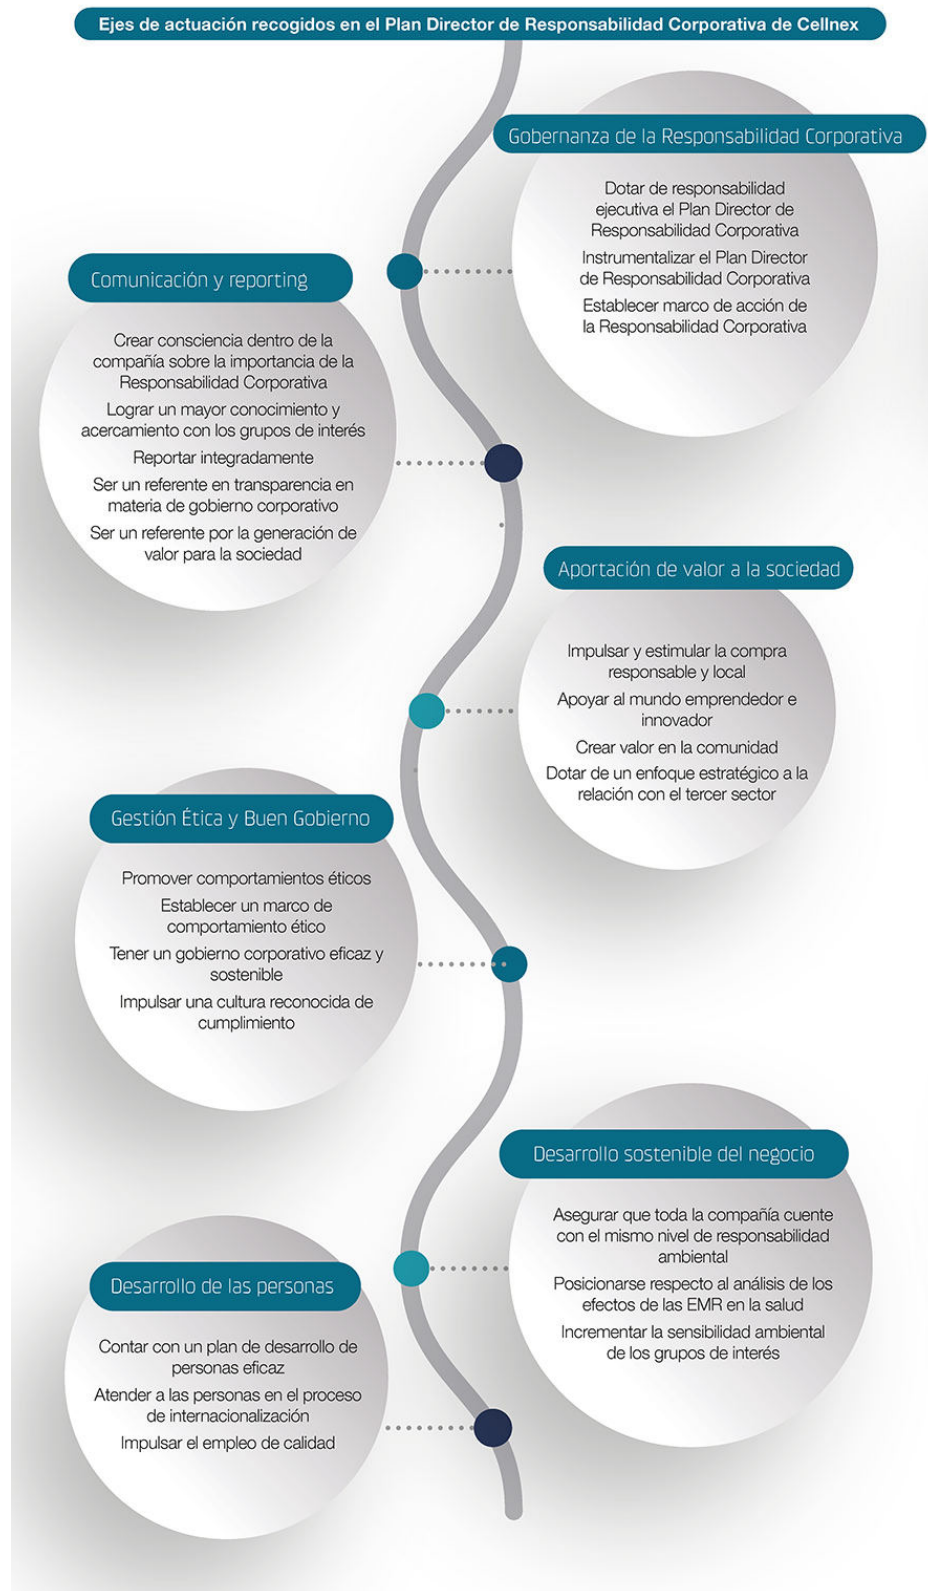 Ejes de actuación recogidos en el Plan Director de Responsabilidad Corporativa de Cellnex
Gobernanza de la Responsabilidad Corporativa
Dotar de responsabilidad
ejecutiva el Plan Director de
Responsabilidad Corporativa
Instrumentalizar el Plan Director
de Responsabilidad Corporativa
Establecer marco de acción de
la Responsabilidad Corporativa
Comunicación y reporting
Crear consciencia dentro de la
compañía sobre la importancia de la
Responsabilidad Corporativa
Lograr un mayor conocimiento y
acercamiento con los grupos de interés
Reportar integradamente
Ser un referente en transparencia en
materia de gobierno corporativo
Ser un referente por la generación de
valor para la sociedad
Aportación de valor a la sociedad
Impulsar y estimular la compra
responsable y local
Apoyar al mundo emprendedor e
innovador
Crear valor en la comunidad
Dotar de un enfoque estratégico a la
relación con el tercer sector
Gestión Ética y Buen Gobierno
Promover comportamientos éticos
Establecer un marco de
comportamiento ético
Tener un gobierno corporativo eficaz y
sostenible
Impulsar una cultura reconocida de
cumplimiento
Desarrollo sostenible del negocio
Asegurar que toda la compañía cuente
con el mismo nivel de responsabilidad
ambiental
Posicionarse respecto al análisis de los
efectos de las EMR en la salud
Incrementar la sensibilidad ambiental
de los grupos de interés
Desarrollo de las personas
Contar con un plan de desarrollo de
personas eficaz
Atender a las personas en el proceso
de internacionalización
Impulsar el empleo de calidad